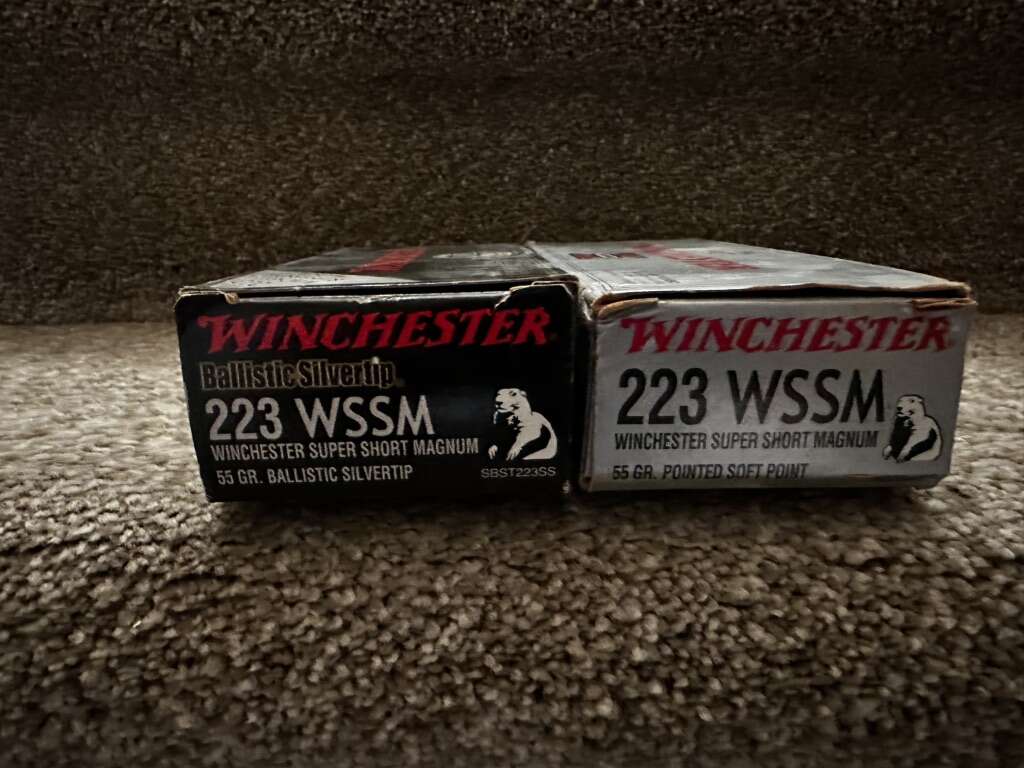 WINCHESTER
Ballistic Silvertip
223 WSSM
WINCHESTER SUPER SHORT MAGNUM
55 GR. BALLISTIC SILVERTIP
SBST223SS
WINCHESTER
223 WSSM
WINCHESTER SUPER SHORT MAGNUM
55 GR. POINTED SOFT POINT